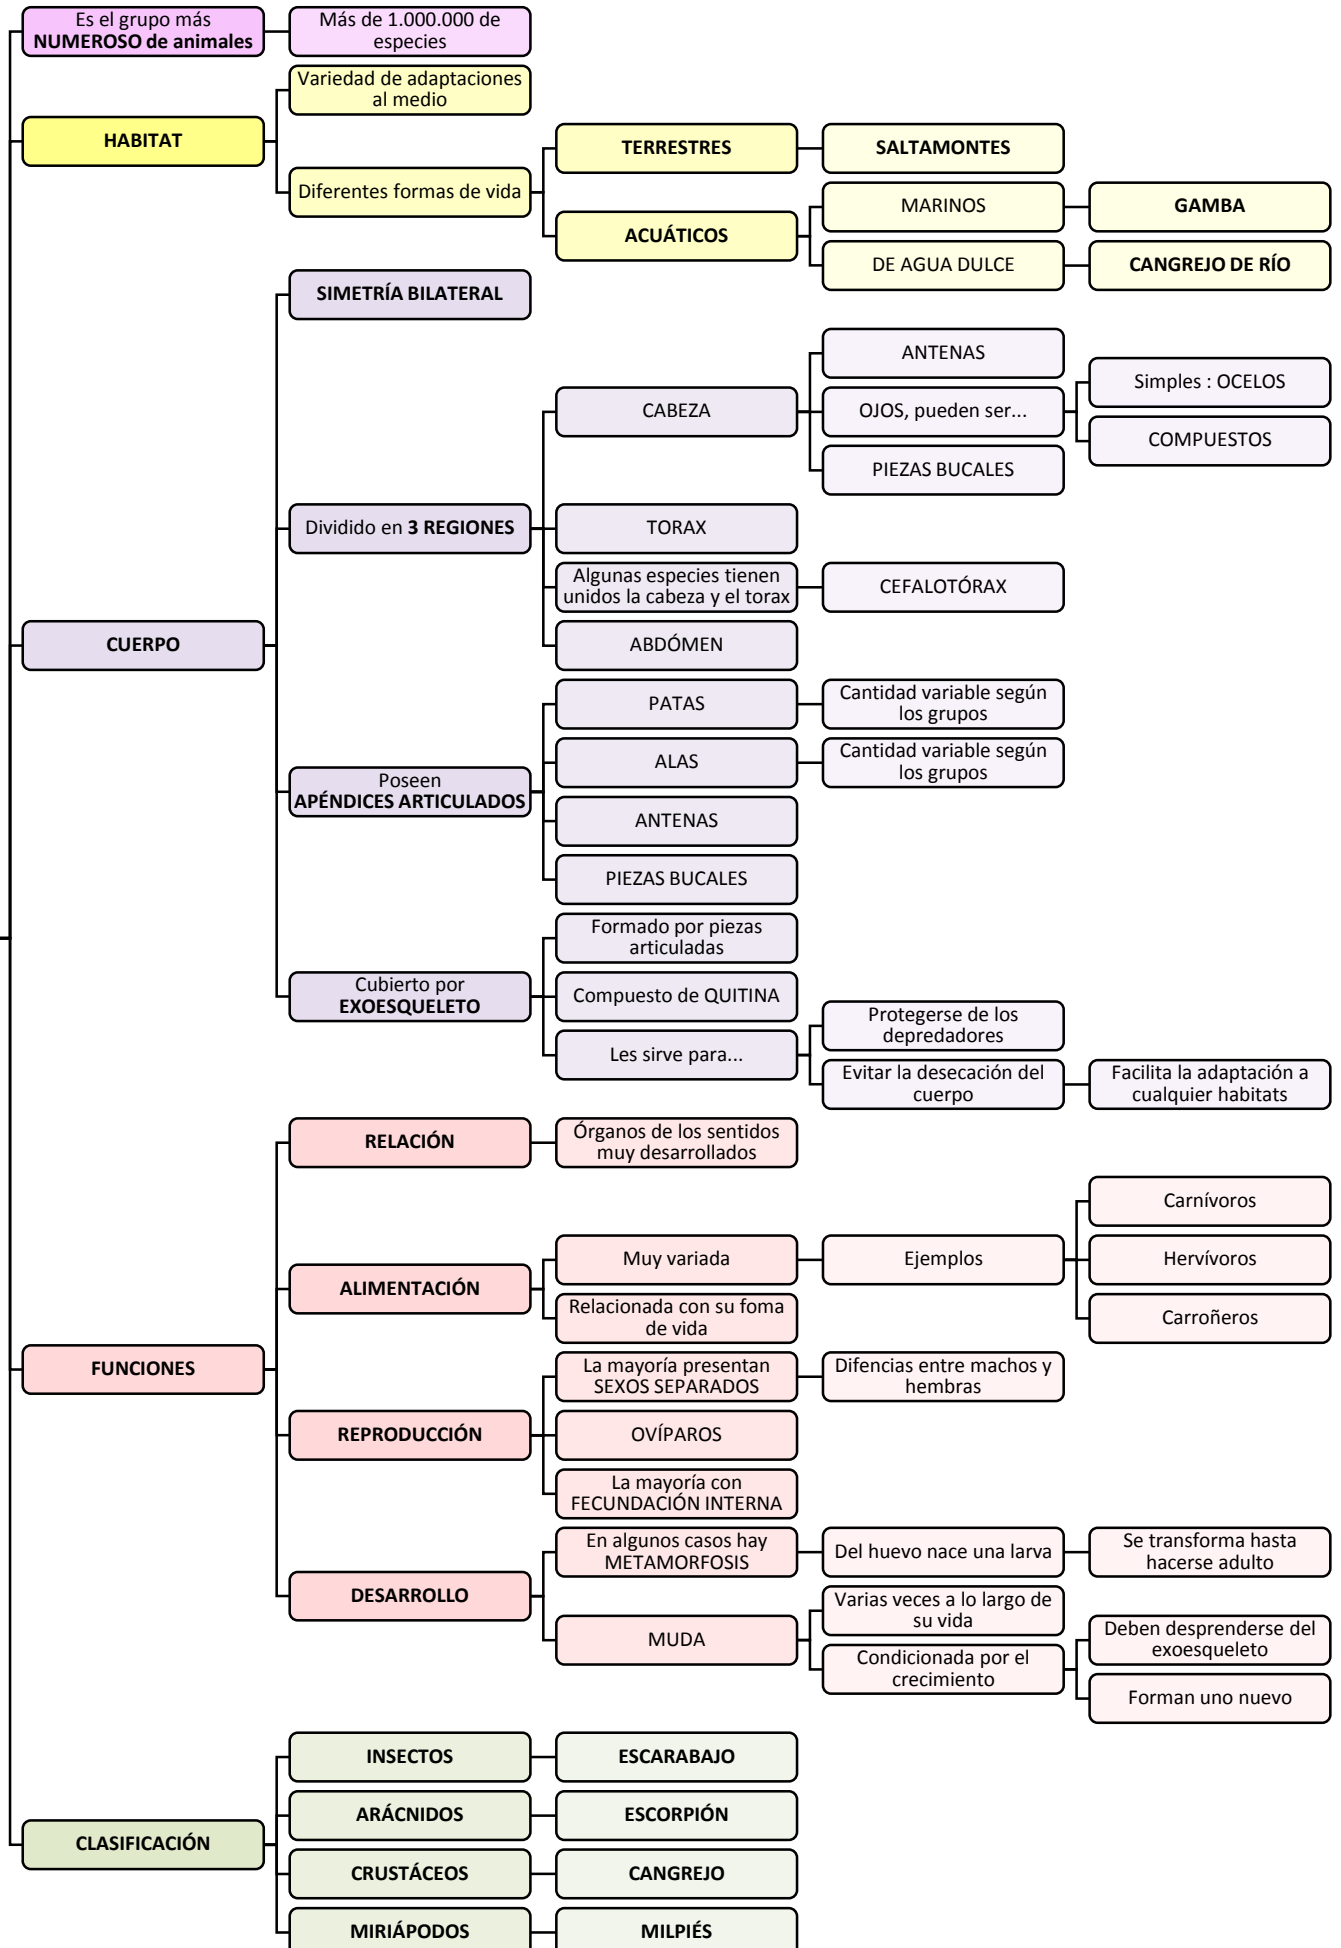 Es el grupo más
NUMEROSO de animales
Más de 1.000.000 de
especies
HABITAT
Variedad de adaptaciones
al medio
Diferentes formas de vida
TERRESTRES
SALTAMONTES
ACUÁTICOS
MARINOS
GAMBA
DE AGUA DULCE
CANGREJO DE RÍO
CUERPO
SIMETRÍA BILATERAL
Dividido en 3 REGIONES
CABEZA
ANTENAS
OJOS, pueden ser...
Simples : OCELOS
COMPUESTOS
PIEZAS BUCALES
TORAX
Algunas especies tienen
unidos la cabeza y el torax
CEFALOTÓRAX
ABDÓMEN
Poseen
APÉNDICES ARTICULADOS
PATAS
Cantidad variable según
los grupos
ALAS
Cantidad variable según
los grupos
ANTENAS
PIEZAS BUCALES
Cubierto por
EXOESQUELETO
Formado por piezas
articuladas
Compuesto de QUITINA
Les sirve para...
Protegerse de los
depredadores
Evitar la desecación del
cuerpo
Facilita la adaptación a
cualquier habitats
FUNCIONES
RELACIÓN
Órganos de los sentidos
muy desarrollados
ALIMENTACIÓN
Muy variada
Ejemplos
Carnívoros
Hervívoros
Carroñeros
Relacionada con su foma
de vida
REPRODUCCIÓN
La mayoría presentan
SEXOS SEPARADOS
Difencias entre machos y
hembras
OVÍPAROS
La mayoría con
FECUNDACIÓN INTERNA
DESARROLLO
En algunos casos hay
METAMORFOSIS
Del huevo nace una larva
Se transforma hasta
hacerse adulto
MUDA
Varias veces a lo largo de
su vida
Condicionada por el
crecimiento
Deben desprenderse del
exoesqueleto
Forman uno nuevo
CLASIFICACIÓN
INSECTOS
ESCARABAJO
ARÁCNIDOS
ESCORPIÓN
CRUSTÁCEOS
CANGREJO
MIRIÁPODOS
MILPIÉS